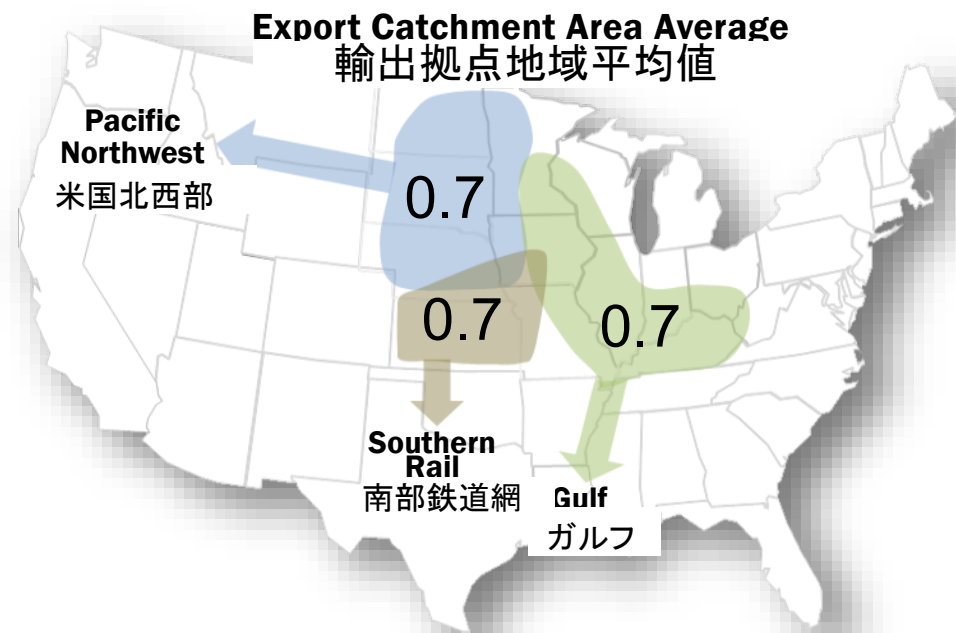 Export Catchment Area Average
輸出拠点地域平均値
Pacific
Northwest
米国北西部
0.7
0.7
0.7
Southern
Rail
南部鉄道網
Gulf
ガルフ